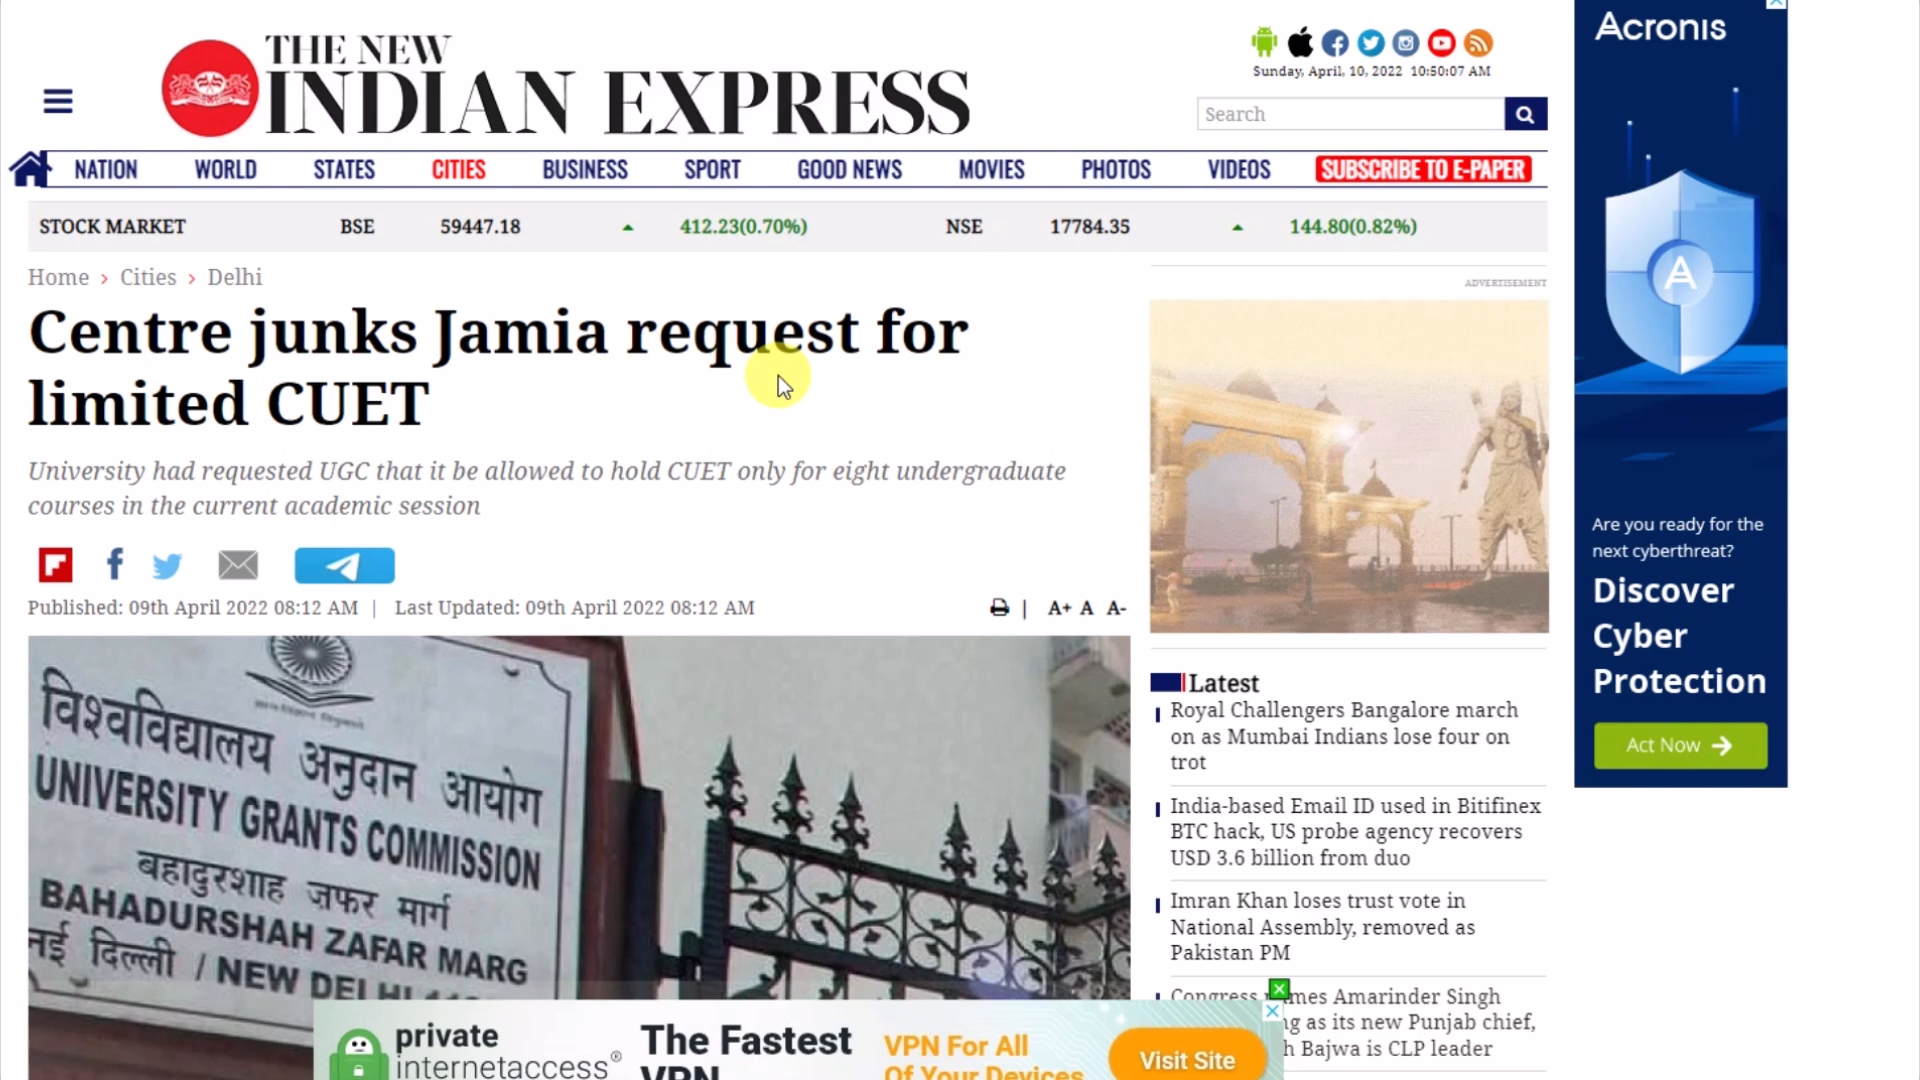 THE NEW
INDIAN EXPRESS
Sunday, April, 10, 2022 10:50:07 AM
Search
NATION WORLD STATES CITIES BUSINESS SPORT GOOD NEWS MOVIES PHOTOS VIDEOS SUBSCRIBE TO E-PAPER
STOCK MARKET BSE 59447.18 412.23(0.70%) NSE 17784.35 144.80(0.82%)
Home › Cities › Delhi
Centre junks Jamia request for
limited CUET
University had requested UGC that it be allowed to hold CUET only for eight undergraduate
courses in the current academic session
Published: 09th April 2022 08:12 AM | Last Updated: 09th April 2022 08:12 AM
| A+ A A-
विश्वविद्यालय अनुदान आयोग
UNIVERSITY GRANTS COMMISSION
बहादुरशाह जफर मार्ग
BAHADURSHAH ZAFAR MARG
नई दिल्ली / NEW DELHI
ADVERTISEMENT
Latest
Royal Challengers Bangalore march
on as Mumbai Indians lose four on
trot
India-based Email ID used in Bitifinex
BTC hack, US probe agency recovers
USD 3.6 billion from duo
Imran Khan loses trust vote in
National Assembly, removed as
Pakistan PM
Congress Amarinder Singh
as its new Punjab chief,
Bajwa is CLP leader
Acronis
Are you ready for the
next cyberthreat?
Discover
Cyber
Protection
Act Now
private
internetaccess®
The Fastest
VPN
VPN For All
Of Your Devices
Visit Site